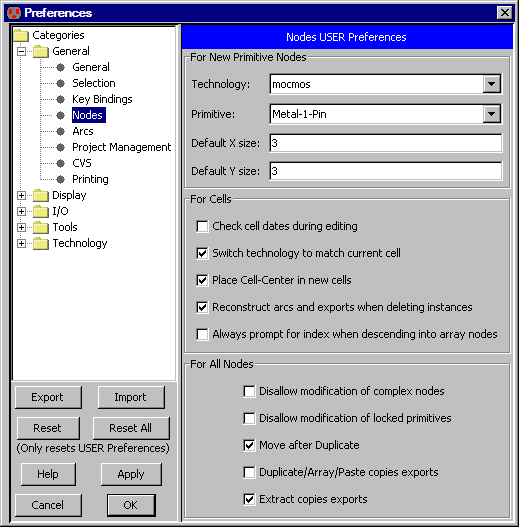 Preferences
Categories
General
General
Selection
Key Bindings
Nodes
Arcs
Project Management
CVS
Printing
Display
I/O
Tools
Technology
Export
Import
Reset
Reset All
(Only resets USER Preferences)
Help
Apply
Cancel
OK
Nodes USER Preferences
For New Primitive Nodes
Technology: mocmos
Primitive: Metal-1-Pin
Default X size: 3
Default Y size: 3
For Cells
Check cell dates during editing
Switch technology to match current cell
Place Cell-Center in new cells
Reconstruct arcs and exports when deleting instances
Always prompt for index when descending into array nodes
For All Nodes
Disallow modification of complex nodes
Disallow modification of locked primitives
Move after Duplicate
Duplicate/Array/Paste copies exports
Extract copies exports